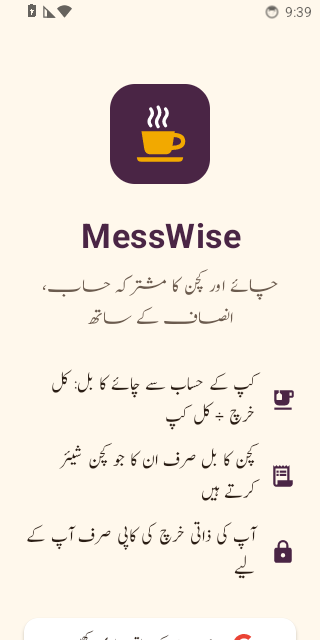 9:39
MessWise
چائے اور کچن کا مشترکہ حساب،
انصاف کے ساتھ
کپ کے حساب سے چائے کا بل: کل
خرچ ÷ کل کپ
کچن کا بل صرف ان کا جو کچن شیئر
کرتے ہیں
آپ کی ذاتی خرچ کی کاپی صرف آپ کے
لیے